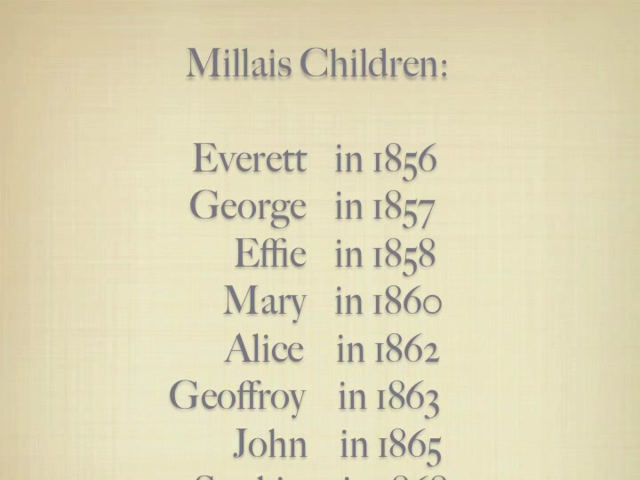 Millais Children:
Everett in 1856
George in 1857
Effie in 1858
Mary in 1860
Alice in 1862
Geoffroy in 1863
John in 1865
in